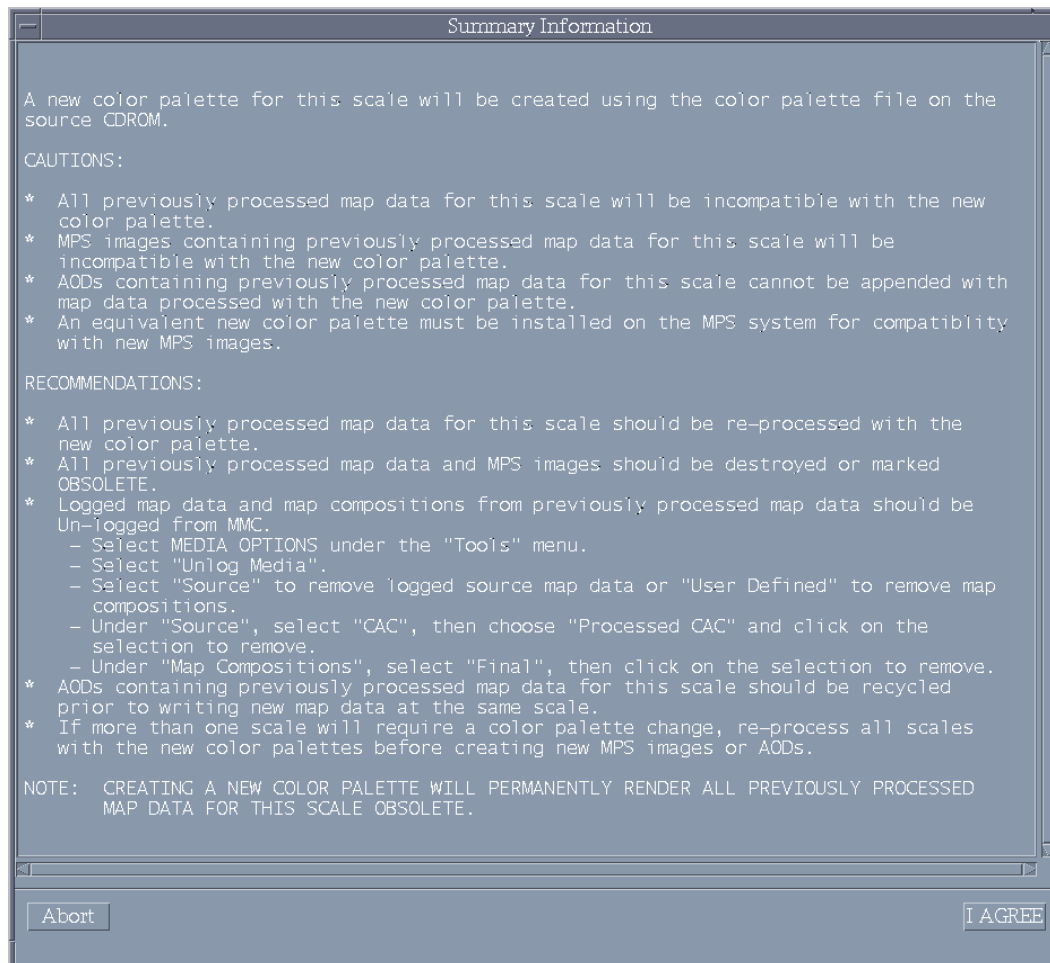 Summary Information
A new color palette for this scale will be created using the color palette file on the
source CDROM.
CAUTIONS:
* All previously processed map data for this scale will be incompatible with the new
color palette.
* MPS images containing previously processed map data for this scale will be
incompatible with the new color palette.
* AODs containing previously processed map data for this scale cannot be appended with
map data processed with the new color palette.
* An equivalent new color palette must be installed on the MPS system for compatiblity
with new MPS images.
RECOMMENDATIONS:
* All previously processed map data for this scale should be re-processed with the
new color palette.
* All previously processed map data and MPS images should be destroyed or marked
OBSOLETE.
* Logged map data and map compositions from previously processed map data should be
Un-logged from MMC.
- Select MEDIA OPTIONS under the "Tools" menu.
- Select "Unlog Media".
- Select "Source" to remove logged source map data or "User Defined" to remove map
compositions.
- Under "Source", select "CAC", then choose "Processed CAC" and click on the
selection to remove.
- Under "Map Compositions", select "Final", then click on the selection to remove.
* AODs containing previously processed map data for this scale should be recycled
prior to writing new map data at the same scale.
* If more than one scale will require a color palette change, re-process all scales
with the new color palettes before creating new MPS images or AODs.
NOTE: CREATING A NEW COLOR PALETTE WILL PERMANENTLY RENDER ALL PREVIOUSLY PROCESSED
MAP DATA FOR THIS SCALE OBSOLETE.
Abort
I AGREE